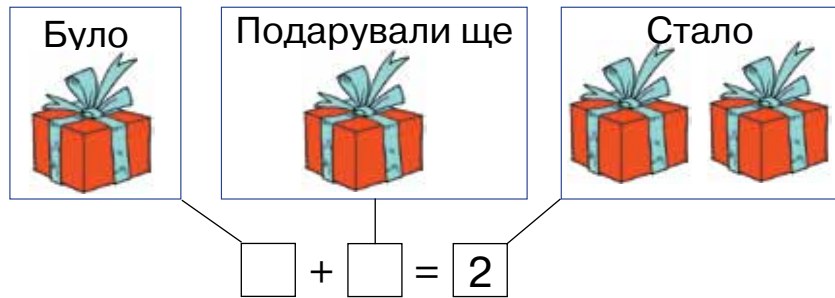 Було
Подарували ще
Стало
+ = 2